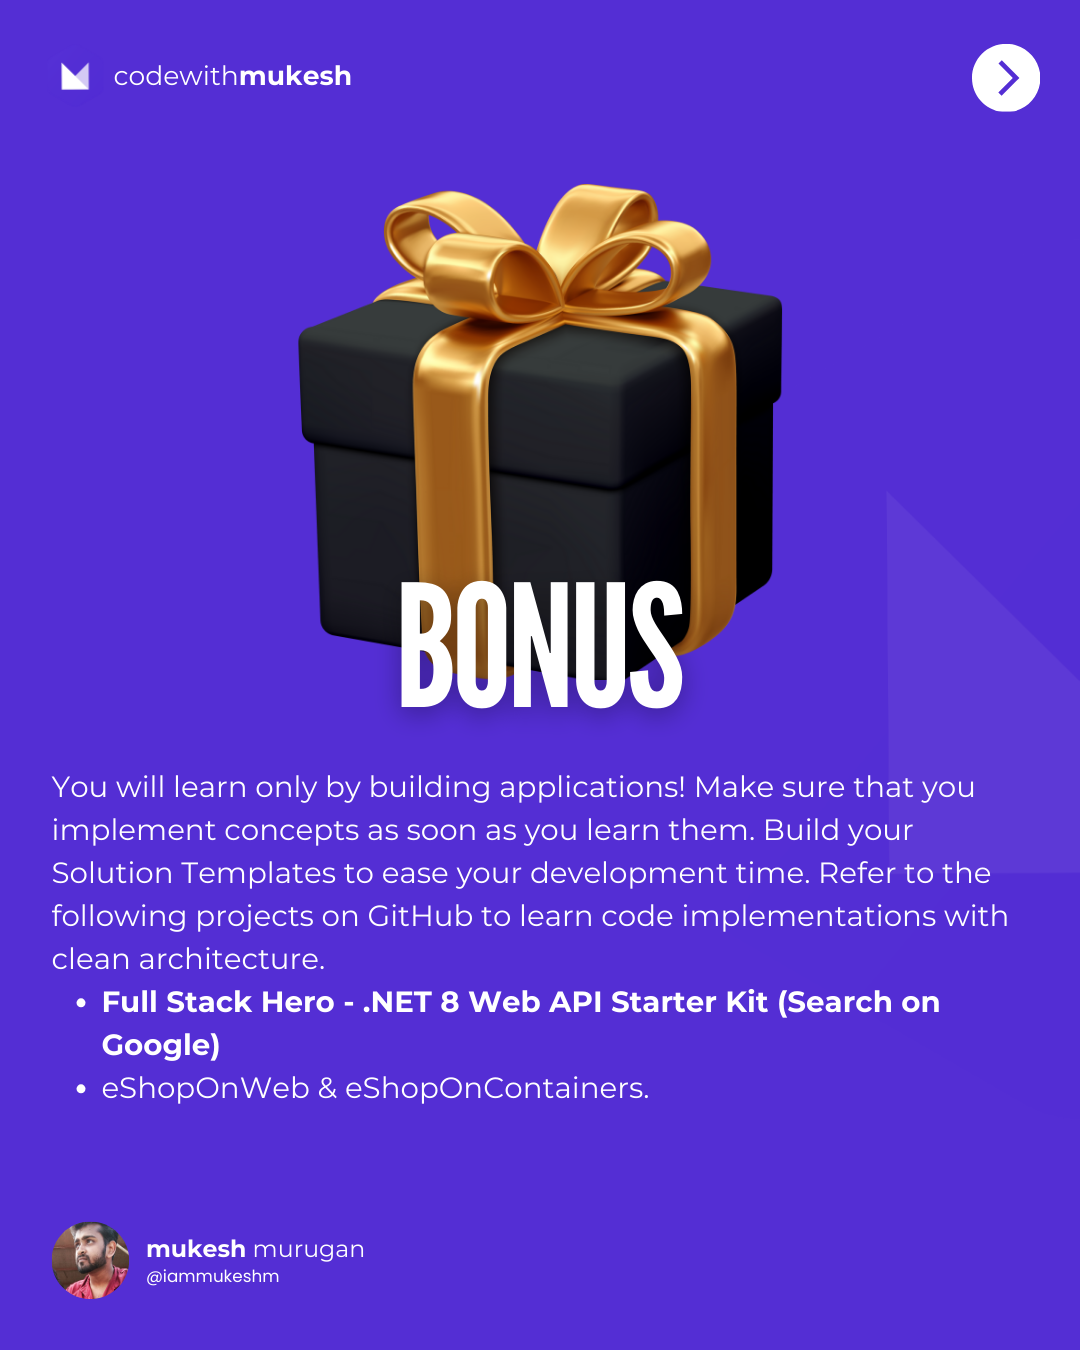 codewithmukesh
BONUS
You will learn only by building applications! Make sure that you
implement concepts as soon as you learn them. Build your
Solution Templates to ease your development time. Refer to the
following projects on GitHub to learn code implementations with
clean architecture.
• Full Stack Hero - .NET 8 Web API Starter Kit (Search on
Google)
• eShopOnWeb & eShopOnContainers.
mukesh murugan
@iammukeshm